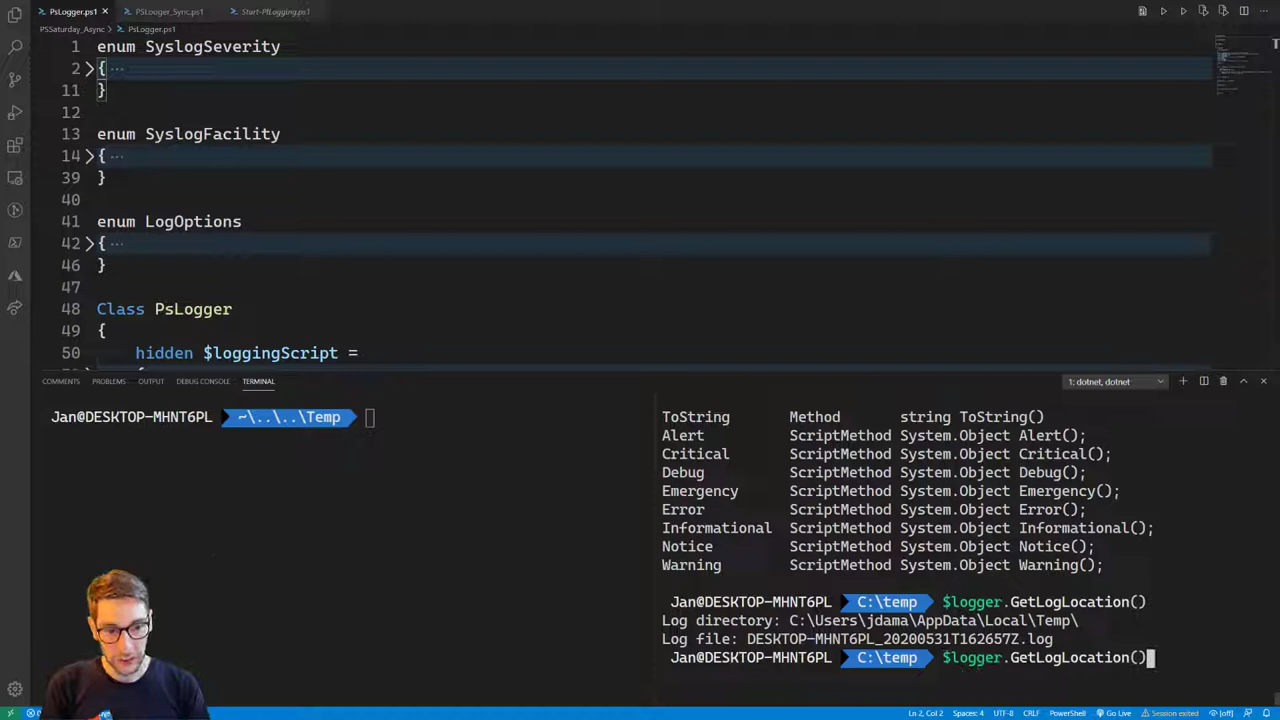 PsLogger.ps1
PSLooger_Sync.ps1
Start-PILogging.ps1
PSSaturday_Async > PsLogger.ps1
1 enum SyslogSeverity
2 { ...
11 }
12
13 enum SyslogFacility
14 { ...
39 }
40
41 enum LogOptions
42 { ...
46 }
47
48 Class PsLogger
49 {
50 hidden $loggingScript =
COMMENTS PROBLEMS OUTPUT DEBUG CONSOLE TERMINAL
1: dotnet, dotnet
Jan@DESKTOP-MHNT6PL ~\..\..\Temp
ToString Method string ToString()
Alert ScriptMethod System.Object Alert();
Critical ScriptMethod System.Object Critical();
Debug ScriptMethod System.Object Debug();
Emergency ScriptMethod System.Object Emergency();
Error ScriptMethod System.Object Error();
Informational ScriptMethod System.Object Informational();
Notice ScriptMethod System.Object Notice();
Warning ScriptMethod System.Object Warning();
Jan@DESKTOP-MHNT6PL C:\temp $logger.GetLogLocation()
Log directory: C:\Users\jdama\AppData\Local\Temp\
Log file: DESKTOP-MHNT6PL_20200531T162657Z.log
Jan@DESKTOP-MHNT6PL C:\temp $logger.GetLogLocation()
Ln 2, Col 2 Spaces: 4 UTF-8 CRLF PowerShell Go Live Session exited [off]